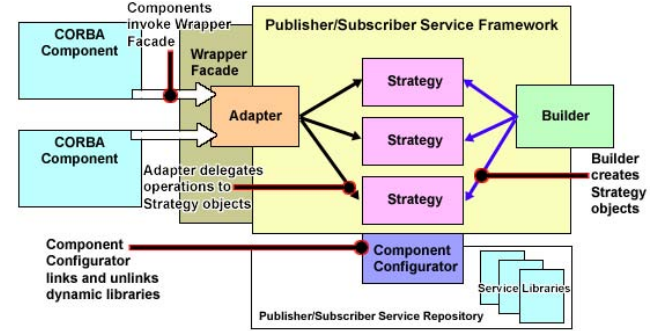 Components
invoke Wrapper
Facade
CORBA
Component
Publisher/Subscriber Service Framework
Wrapper
Facade
Strategy
Adapter
Strategy
Builder
CORBA
Component
Adapter delegates
operations to
Strategy objects
Strategy
Builder
creates
Strategy
objects
Component
Configurator
links and unlinks
dynamic libraries
Component
Configurator
Service Libraries
Publisher/Subscriber Service Repository